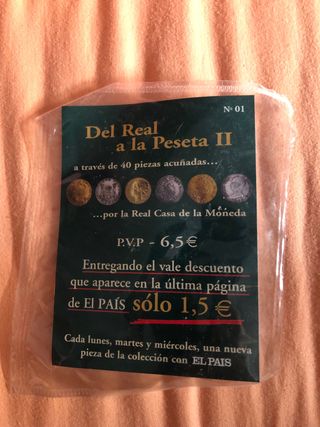 Nº 01
Del Real
a la Peseta II
a través de 40 piezas acuñadas...
...por la Real Casa de la Moneda
P.V.P - 6,5€
Entregando el vale descuento
que aparece en la última página
de El PAÍS sólo 1,5€
Cada lunes, martes y miércoles, una nueva
pieza de la colección con EL PAIS